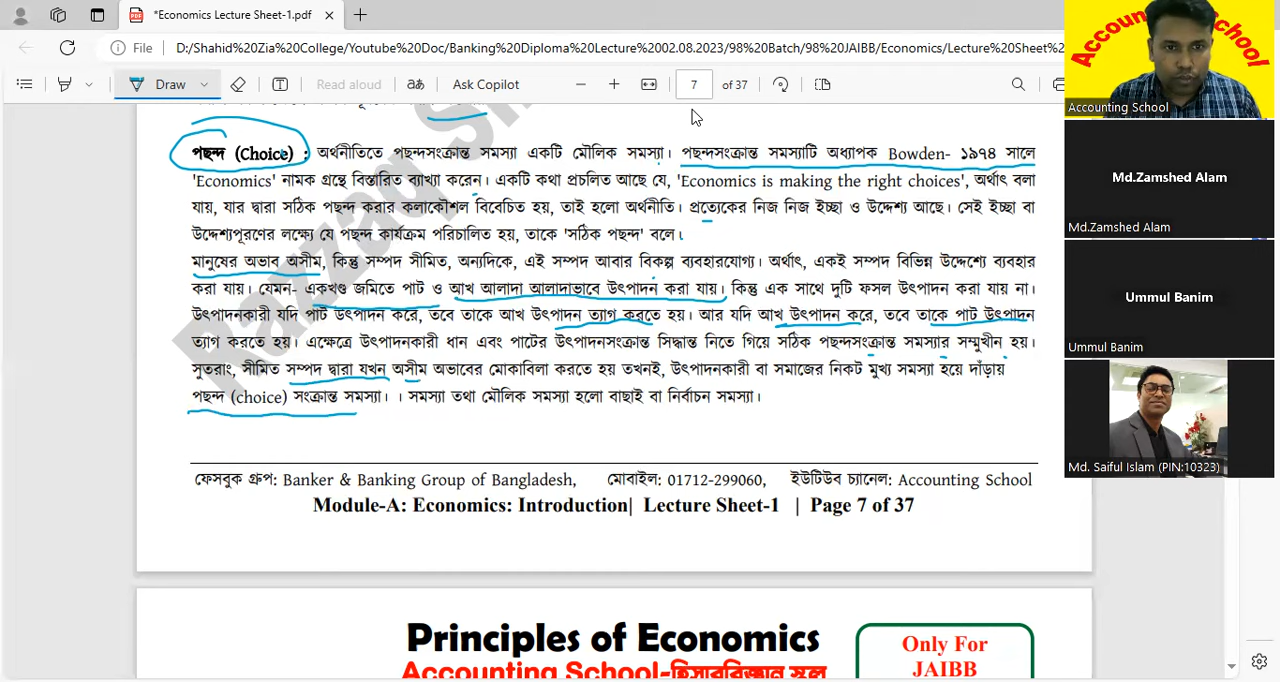 *Economics Lecture Sheet-1.pdf
File
D:/Shahid%20Zia%20College/Youtube%20Doc/Banking%20Diploma%20Lecture%2002.08.2023/98%20Batch/98%20JAIBB/Economics/Lecture%20Sheet%2
Draw
Read aloud
Ask Copilot
7 of 37
পছন্দ (Choice) : অর্থনীতিতে পছন্দসংক্রান্ত সমস্যা একটি মৌলিক সমস্যা। পছন্দসংক্রান্ত সমস্যাটি অধ্যাপক Bowden- ১৯৭৪ সালে
'Economics' নামক গ্রন্থে বিস্তারিত ব্যাখ্যা করেন। একটি কথা প্রচলিত আছে যে, 'Economics is making the right choices', অর্থাৎ বলা
যায়, যার দ্বারা সঠিক পছন্দ করার কলাকৌশল বিবেচিত হয়, তাই হলো অর্থনীতি। প্রত্যেকের নিজ নিজ ইচ্ছা ও উদ্দেশ্য আছে। সেই ইচ্ছা বা
উদ্দেশ্যপূরণের লক্ষ্যে যে পছন্দ কার্যক্রম পরিচালিত হয়, তাকে 'সঠিক পছন্দ' বলে।
মানুষের অভাব অসীম, কিন্তু সম্পদ সীমিত, অন্যদিকে, এই সম্পদ আবার বিকল্প ব্যবহারযোগ্য। অর্থাৎ, একই সম্পদ বিভিন্ন উদ্দেশ্যে ব্যবহার
করা যায়। যেমন- একখণ্ড জমিতে পাট ও আখ আলাদা আলাদাভাবে উৎপাদন করা যায়। কিন্তু এক সাথে দুটি ফসল উৎপাদন করা যায় না।
উৎপাদনকারী যদি পাট উৎপাদন করে, তবে তাকে আখ উৎপাদন ত্যাগ করতে হয়। আর যদি আখ উৎপাদন করে, তবে তাকে পাট উৎপাদন
ত্যাগ করতে হয়। এক্ষেত্রে উৎপাদনকারী ধান এবং পাটের উৎপাদনসংক্রান্ত সিদ্ধান্ত নিতে গিয়ে সঠিক পছন্দসংক্রান্ত সমস্যার সম্মুখীন হয়।
সুতরাং, সীমিত সম্পদ দ্বারা যখন অসীম অভাবের মোকাবিলা করতে হয় তখনই, উৎপাদনকারী বা সমাজের নিকট মুখ্য সমস্যা হয়ে দাঁড়ায়
পছন্দ (choice) সংক্রান্ত সমস্যা। । সমস্যা তথা মৌলিক সমস্যা হলো বাছাই বা নির্বাচন সমস্যা।
ফেসবুক গ্রুপ: Banker & Banking Group of Bangladesh, মোবাইল: 01712-299060, ইউটিউব চ্যানেল: Accounting School
Module-A: Economics: Introduction| Lecture Sheet-1 | Page 7 of 37
Principles of Economics
Accounting School-হিসাববিজ্ঞান স্কুল
Only For
JAIBB
Accounting School
Md.Zamshed Alam
Md.Zamshed Alam
Ummul Banim
Ummul Banim
Md. Saiful Islam (PIN:10323)